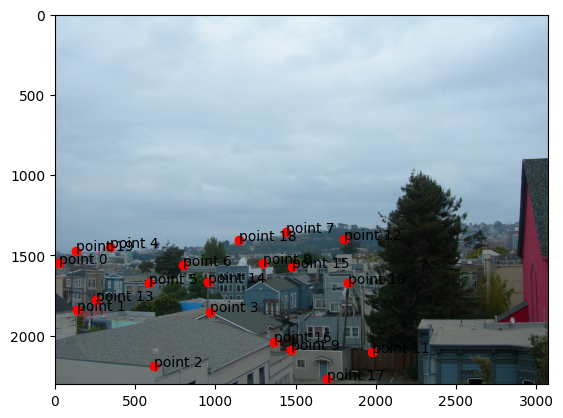 0
500
1000
1500
2000
point 7
point 18
point 12
point 19
point 4
point 0
point 6
point 8
point 15
point 5
point 14
point 10
point 13
point 1
point 3
point 9
point 11
point 2
point 17
0
500
1000
1500
2000
2500
3000